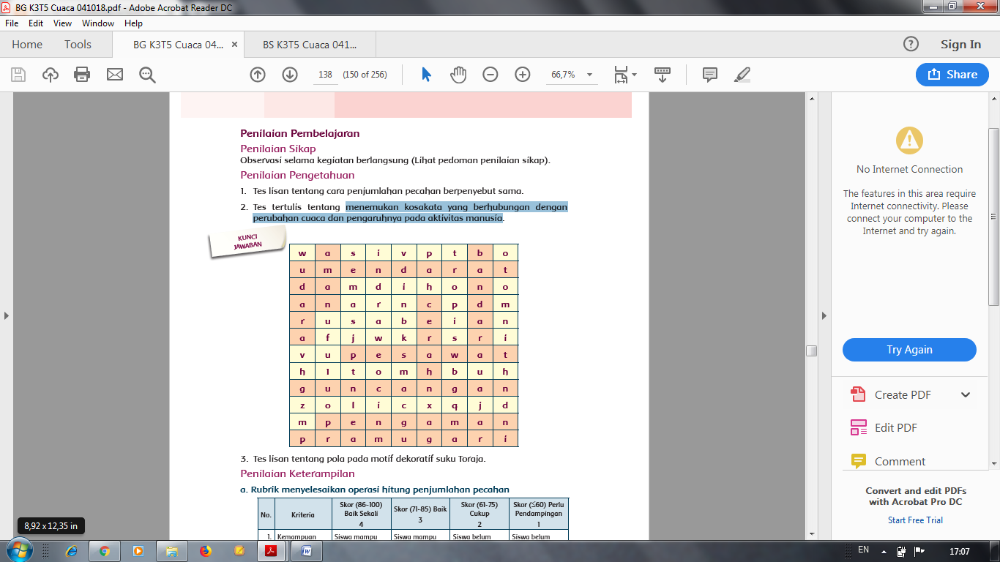 BG K3T5 Cuaca 041018.pdf - Adobe Acrobat Reader DC
File Edit View Window Help
Home Tools BG K3T5 Cuaca 04... × BS K3T5 Cuaca 041... ? Sign In
138 (150 of 256) 66,7% Share
Penilaian Pembelajaran
Penilaian Sikap
Observasi selama kegiatan berlangsung (Lihat pedoman penilaian sikap).
Penilaian Pengetahuan
1. Tes lisan tentang cara penjumlahan pecahan berpenyebut sama.
2. Tes tertulis tentang menemukan kosakata yang berhubungan dengan
perubahan cuaca dan pengaruhnya pada aktivitas manusia.
KUNCI
JAWABAN
w a s i v p t b o
u m e n d a r a t
d a m d i h o n o
a n a r n c p d m
r u s a b e i a n
a f j w k r s r i
v u p e s a w a t
h l t o m h b u h
g u n c a n g a n
z o l i c x q j d
m p e n g a m a n
p r a m u g a r i
3. Tes lisan tentang pola pada motif dekoratif suku Toraja.
Penilaian Keterampilan
a. Rubrik menyelesaikan operasi hitung penjumlahan pecahan
No. Kriteria Skor (86-100) Baik Sekali 4 Skor (71-85) Baik 3 Skor (61-75) Cukup 2 Skor (≤60) Perlu Pendampingan 1
1. Kemampuan Siswa mampu Siswa mampu Siswa belum Siswa belum
8,92 x 12,35 in
No Internet Connection
The features in this area require
Internet connectivity. Please
connect your computer to the
Internet and try again.
Try Again
Create PDF
Edit PDF
Comment
Convert and edit PDFs
with Acrobat Pro DC
Start Free Trial
EN 17:07